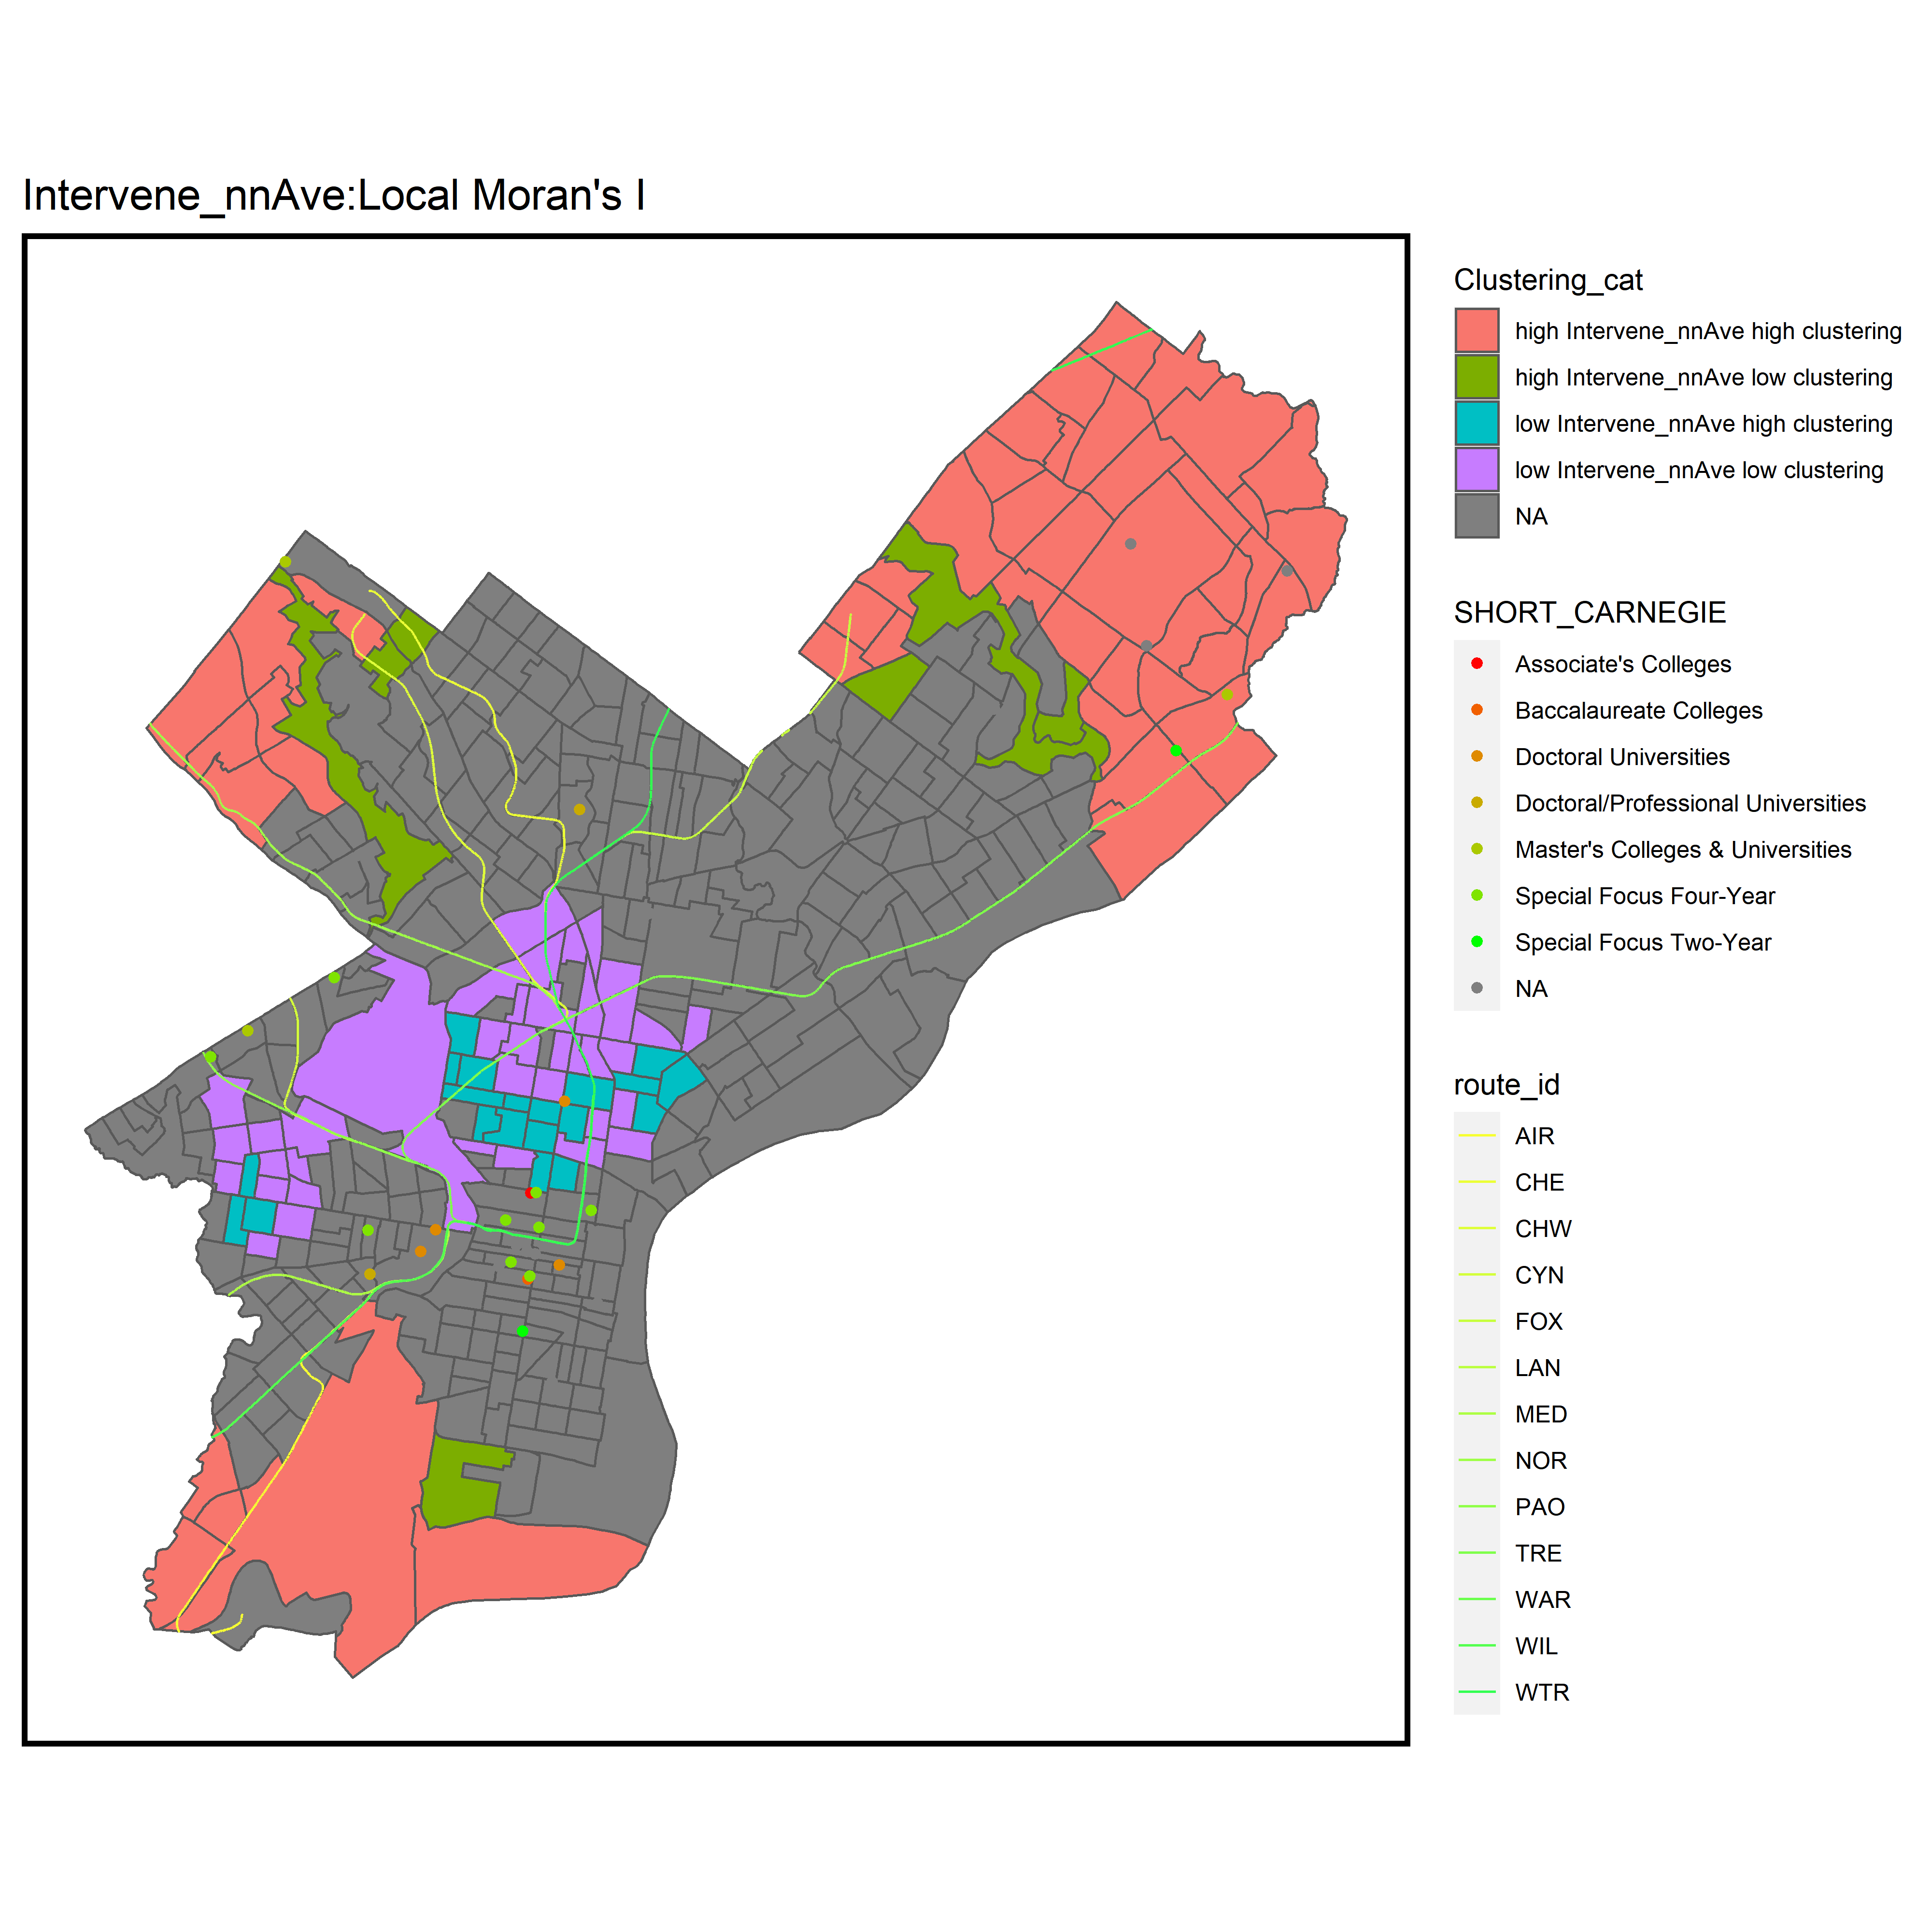 Intervene_nnAve:Local Moran's I
Clustering_cat
high Intervene_nnAve high clustering
high Intervene_nnAve low clustering
low Intervene_nnAve high clustering
low Intervene_nnAve low clustering
NA
SHORT_CARNEGIE
Associate's Colleges
Baccalaureate Colleges
Doctoral Universities
Doctoral/Professional Universities
Master's Colleges & Universities
Special Focus Four-Year
Special Focus Two-Year
NA
route_id
AIR
CHE
CHW
CYN
FOX
LAN
MED
NOR
PAO
TRE
WAR
WIL
WTR